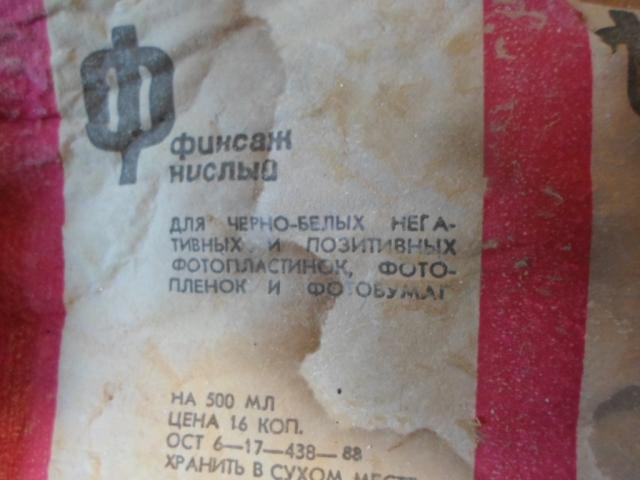 Ф
фиксаж
кислый
ДЛЯ ЧЕРНО-БЕЛЫХ НЕГА-
ТИВНЫХ И ПОЗИТИВНЫХ
ФОТОПЛАСТИНОК, ФОТО-
ПЛЕНОК И ФОТОБУМАГ
НА 500 МЛ
ЦЕНА 16 КОП.
ОСТ 6—17—438—88
ХРАНИТЬ В СУХОМ МЕСТЕ